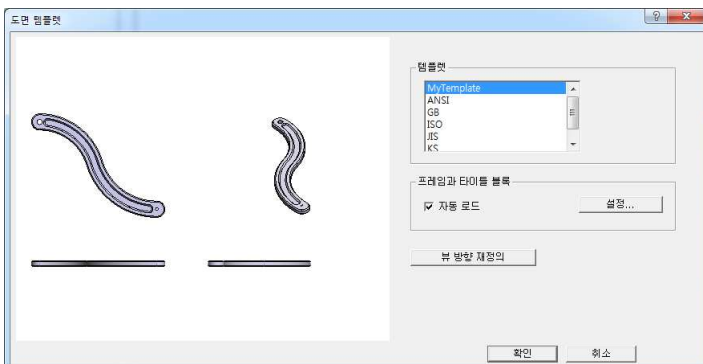 도면 템플렛
템플렛
MyTemplate
ANSI
GB
ISO
JIS
KS
프레임과 타이틀 블록
자동 로드
설정...
뷰 방향 재정의
확인
취소